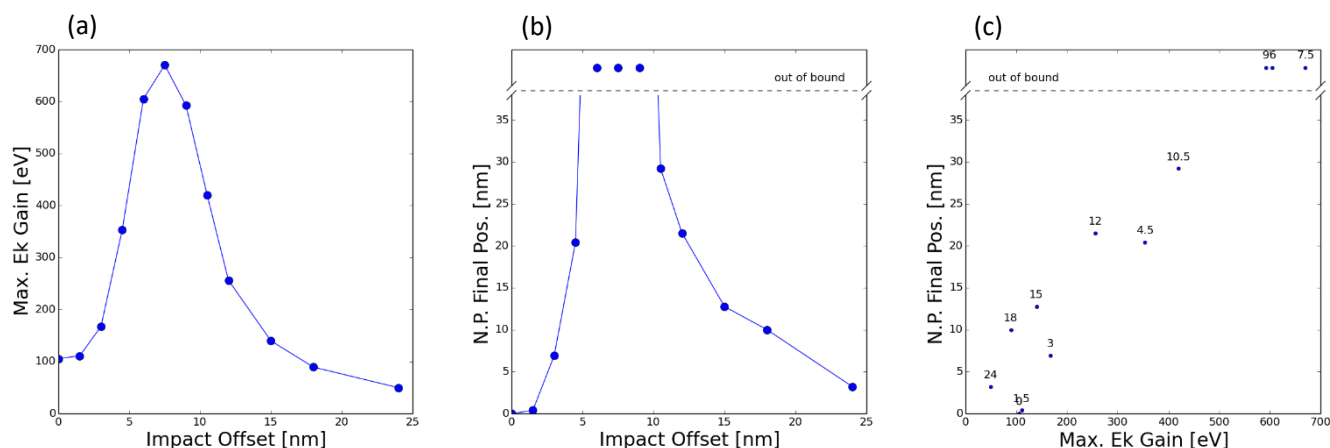 (a)
700
600
500
400
300
200
100
0
Max. Ek Gain [eV]
0 5 10 15 20 25
Impact Offset [nm]
(b)
out of bound
35
30
25
20
15
10
5
0
N.P. Final Pos. [nm]
0 5 10 15 20 25
Impact Offset [nm]
(c)
96 7.5
out of bound
35
30
25
20
15
10
5
0
N.P. Final Pos. [nm]
10.5
12
4.5
15
18
3
24
1.5
0
0 100 200 300 400 500 600 700
Max. Ek Gain [eV]